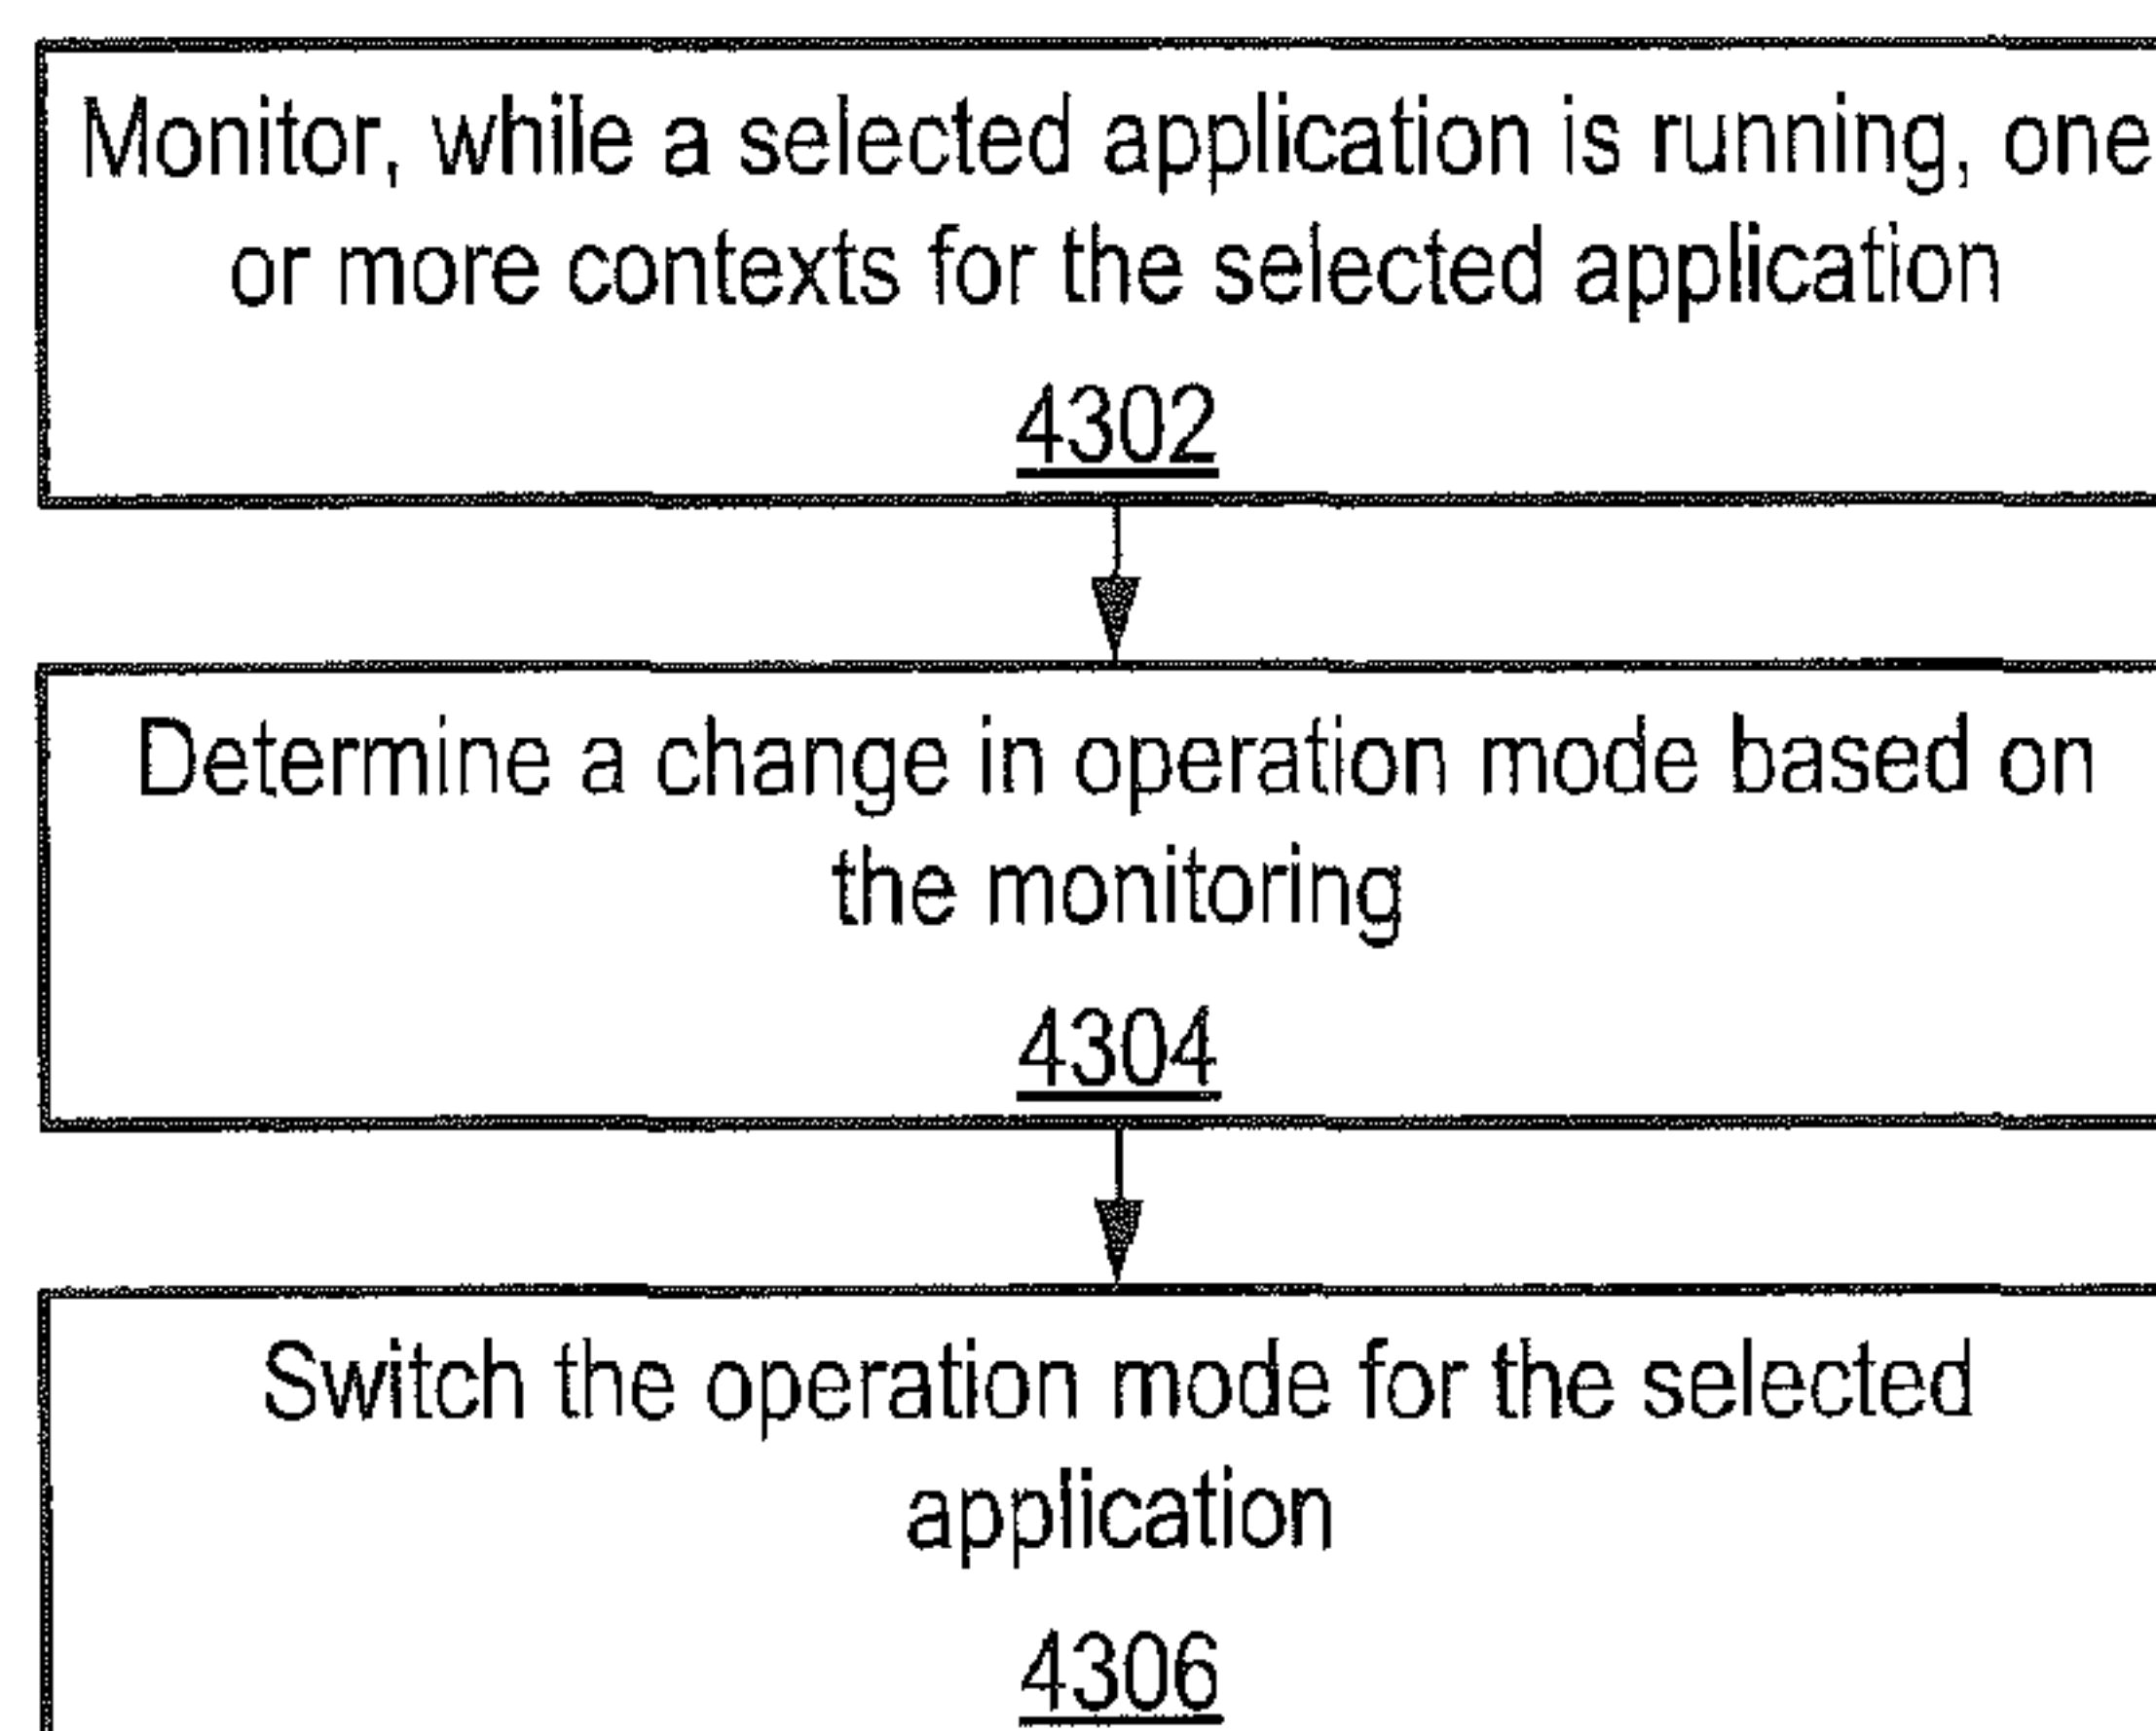 Monitor, while a selected application is running, one
or more contexts for the selected application
4302
Determine a change in operation mode based on
the monitoring
4304
Switch the operation mode for the selected
application
4306